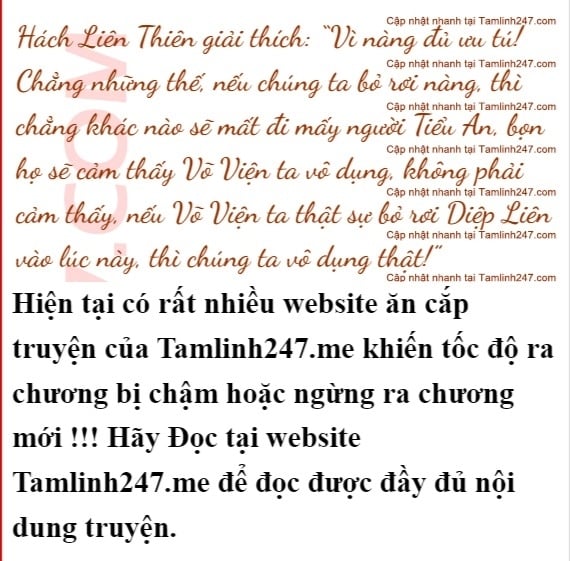 Cập nhật nhanh tại Tamlinh247.com
Hách Liên Thiên giải thích: “Vì nàng đủ ưu tú!
Cập nhật nhanh tại Tamlinh247.com
Chẳng những thế, nếu chúng ta bỏ rơi nàng, thì
Cập nhật nhanh tại Tamlinh247.com
chẳng khác nào sẽ mất đi mấy người Tiểu An, bọn
Cập nhật nhanh tại Tamlinh247.com
họ sẽ cảm thấy Võ Viện ta vô dụng, không phải
Cập nhật nhanh tại Tamlinh247.com
cảm thấy, nếu Võ Viện ta thật sự bỏ rơi Diệp Liên
Cập nhật nhanh tại Tamlinh247.com
vào lúc này, thì chúng ta vô dụng thật!”
Cập nhật nhanh tại Tamlinh247.com
.COM
Hiện tại có rất nhiều website ăn cắp
truyện của Tamlinh247.me khiến tốc độ ra
chương bị chậm hoặc ngừng ra chương
mới !!! Hãy Đọc tại website
Tamlinh247.me để đọc được đầy đủ nội
dung truyện.